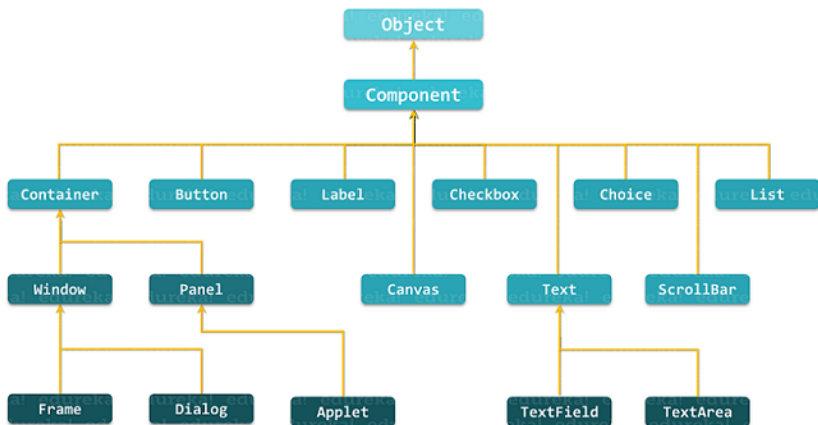 Object
Component
Container Button Label Checkbox Choice List
Window Panel Canvas Text ScrollBar
Frame Dialog Applet TextField TextArea